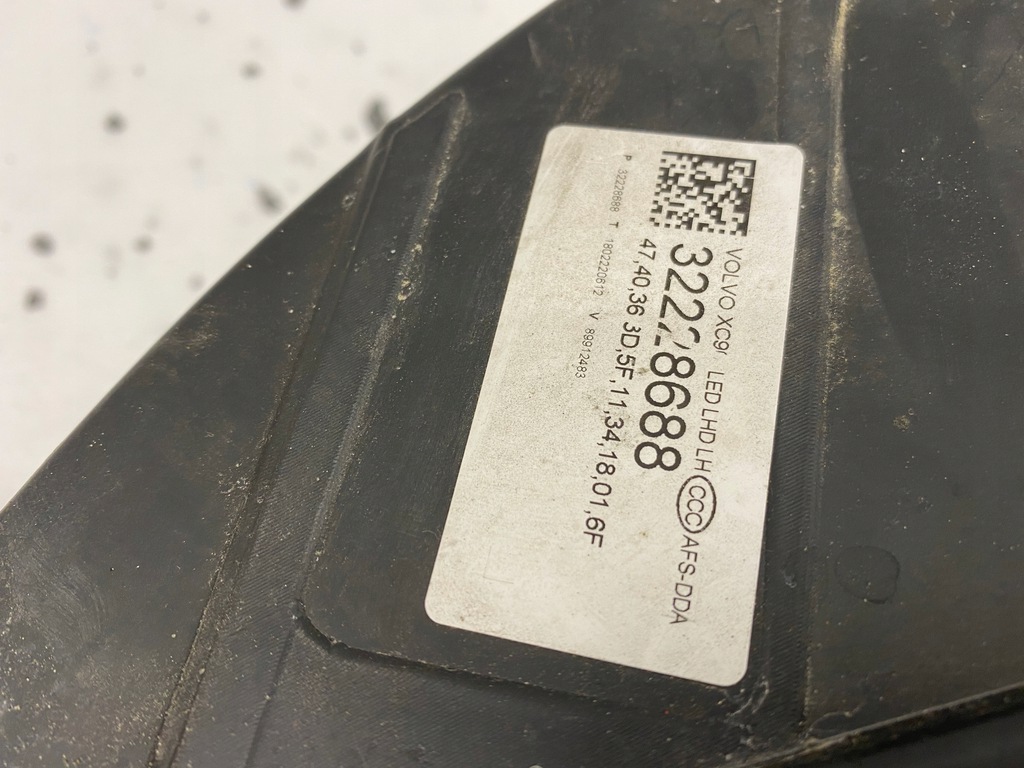 VOLVO XC9r LED LHD LH CCC AFS-DDA
32228688
47,40,36 3D,5F,11,34,18,01,6F
P 32228688 T 1802220612 V 89912483